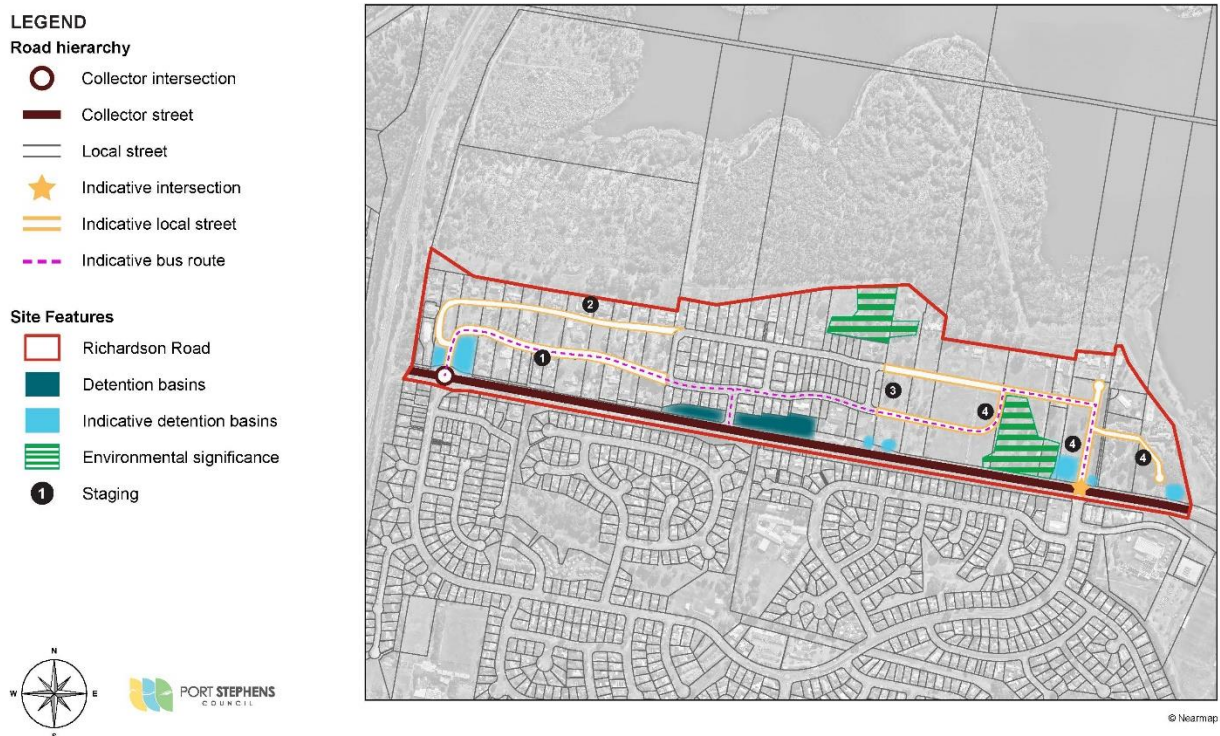 LEGEND
Road hierarchy
Collector intersection
Collector street
Local street
Indicative intersection
Indicative local street
Indicative bus route
Site Features
Richardson Road
Detention basins
Indicative detention basins
Environmental significance
1 Staging
2
1
3
4
4
4
N
W E
S
PORT STEPHENS
COUNCIL
© Nearmap